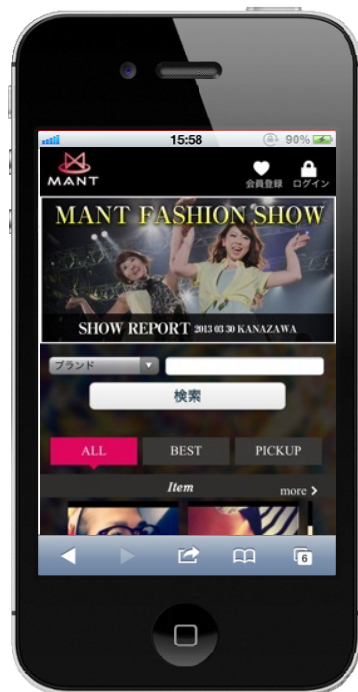 15:58
90%
MANT
会員登録 ログイン
MANT FASHION SHOW
SHOW REPORT 2013 03 30 KANAZAWA
ブランド
検索
ALL BEST PICKUP
Item
more
6